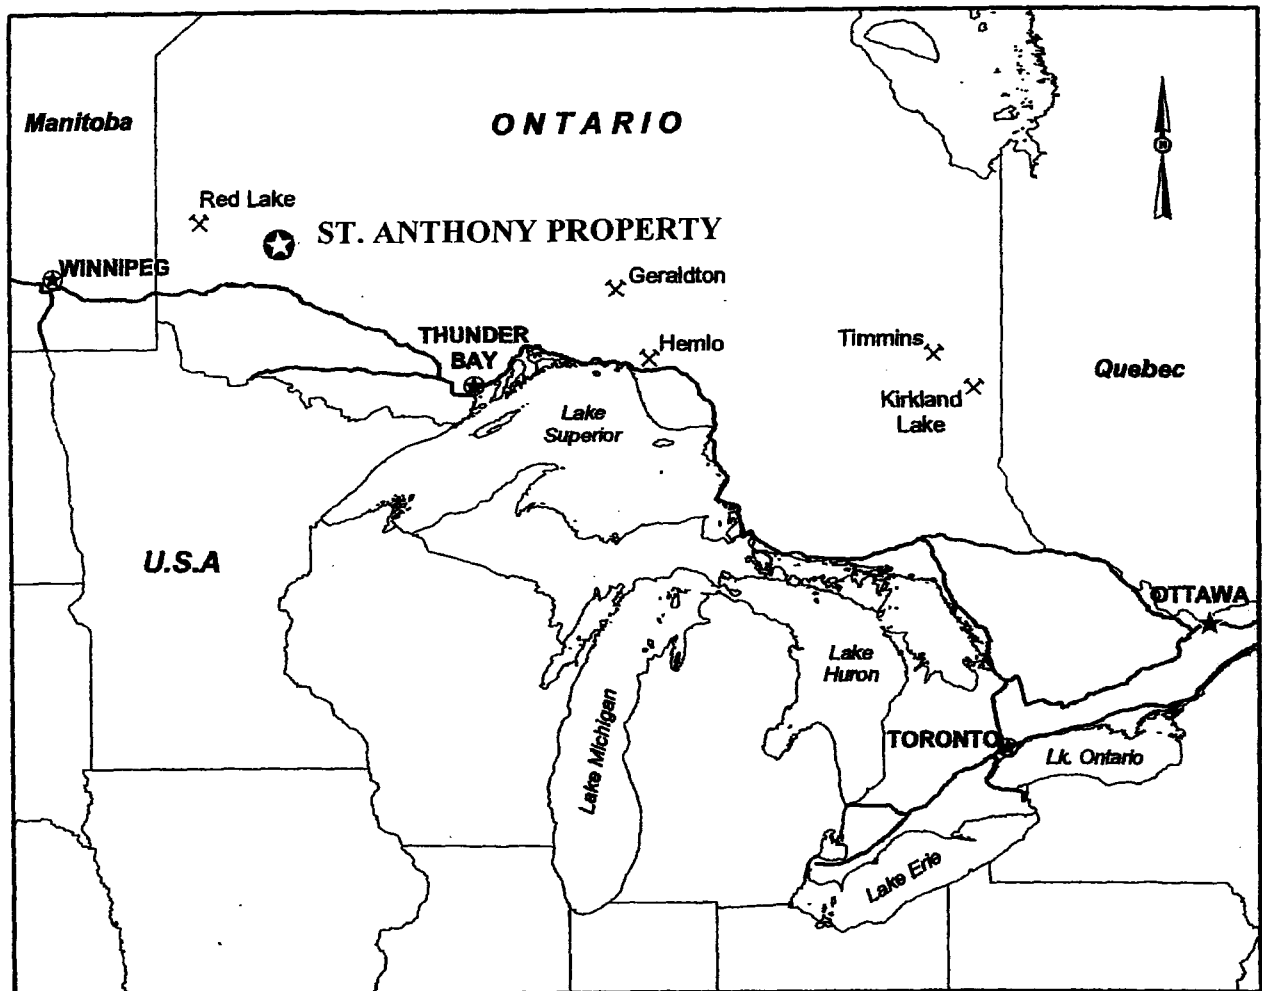 Manitoba
ONTARIO
N
Red Lake
ST. ANTHONY PROPERTY
WINNIPEG
Geraldton
THUNDER
BAY
Hemlo
Timmins
Quebec
Kirkland
Lake
Lake
Superior
U.S.A
OTTAWA
Lake
Huron
Lake Michigan
TORONTO
Lk. Ontario
Lake Erie